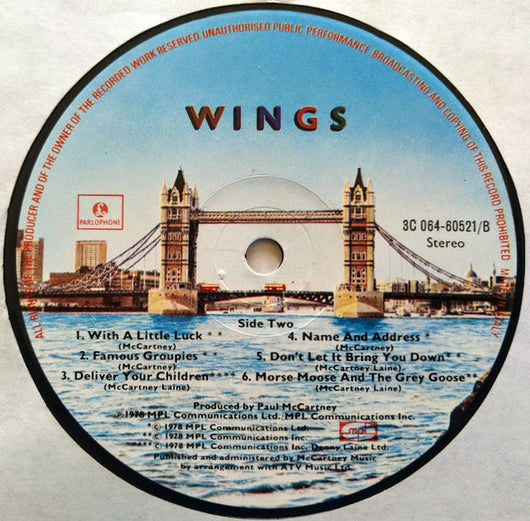 ALL RIGHTS PRODUCER AND OF THE OWNER OF THE RECORDED WORK RESERVED UNAUTHORISED PUBLIC PERFORMANCE, BROADCASTING AND COPYING OF THIS RECORD PROHIBITED ITALY
WINGS
PARLOPHONE
3C 064-60521/B
Stereo
Side Two
1. With A Little Luck * *
(McCartney)
2. Famous Groupies *
(McCartney)
3. Deliver Your Children ****
(McCartney Laine)
4. Name And Address *
(McCartney)
5. Don't Let It Bring You Down ***
(McCartney Laine)
6. Morse Moose And The Grey Goose **
(McCartney Laine)
Produced by Paul McCartney
℗ 1978 MPL Communications Ltd. MPL Communications Inc.
* © 1978 MPL Communications Ltd.
** © 1978 MPL Communications Inc.
**** © 1978 MPL Communications Inc. Denny Laine Ltd.
mpl
Published and administered by McCartney Music
by arrangement with ATV Music Ltd.